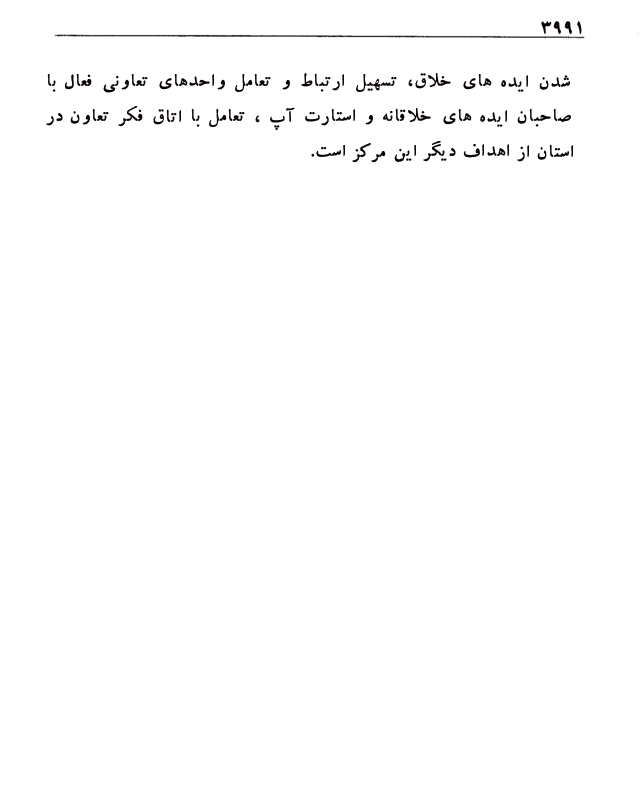 ۳۹۹۱
شدن ایده های خلاق، تسهیل ارتباط و تعامل واحدهای تعاونی فعال با
صاحبان ایده های خلاقانه و استارت آپ ، تعامل با اتاق فکر تعاون در
استان از اهداف دیگر این مرکز است.